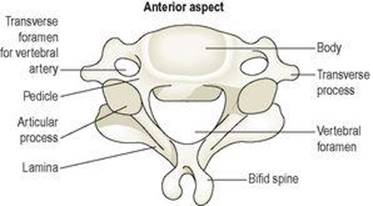 Anterior aspect
Transverse
foramen
for vertebral
artery
Pedicle
Articular
process
Lamina
Body
Transverse
process
Vertebral
foramen
Bifid spine